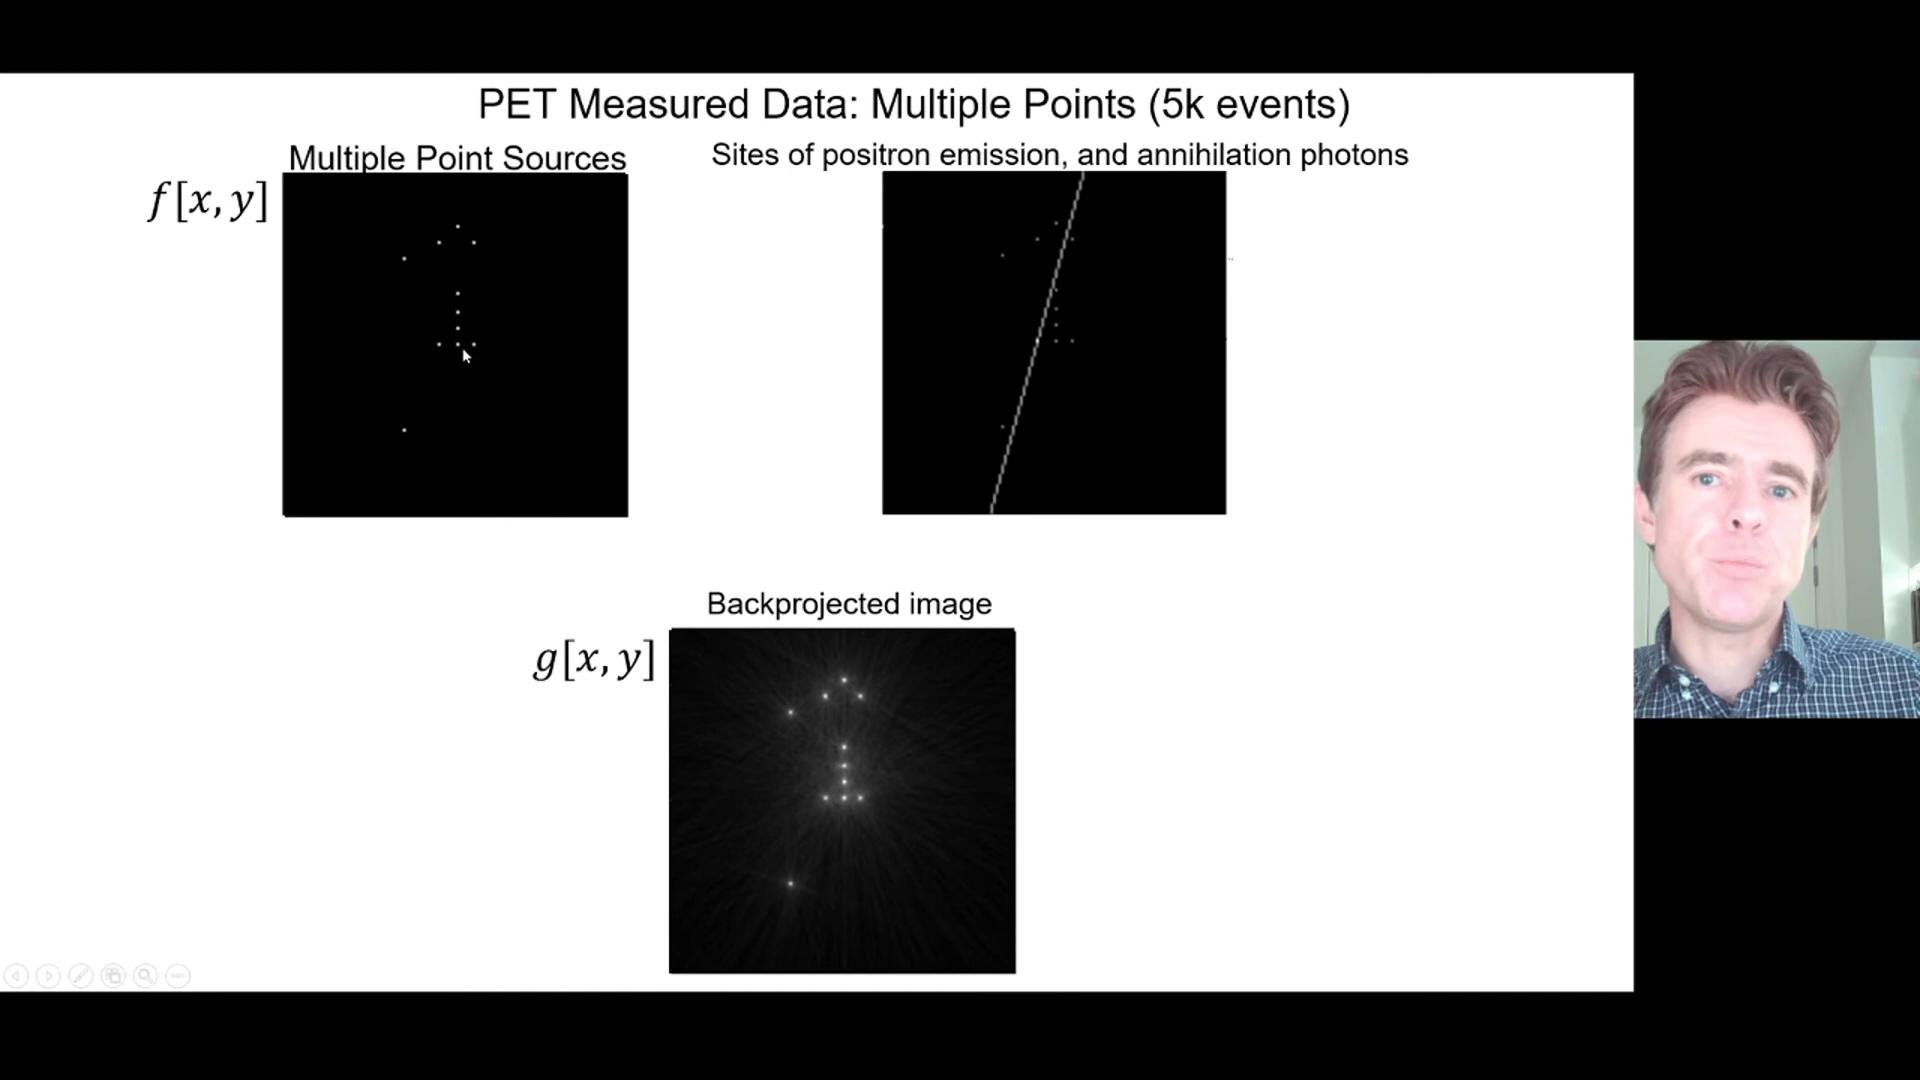 PET Measured Data: Multiple Points (5k events)
Multiple Point Sources
Sites of positron emission, and annihilation photons
f[x, y]
Backprojected image
g[x, y]